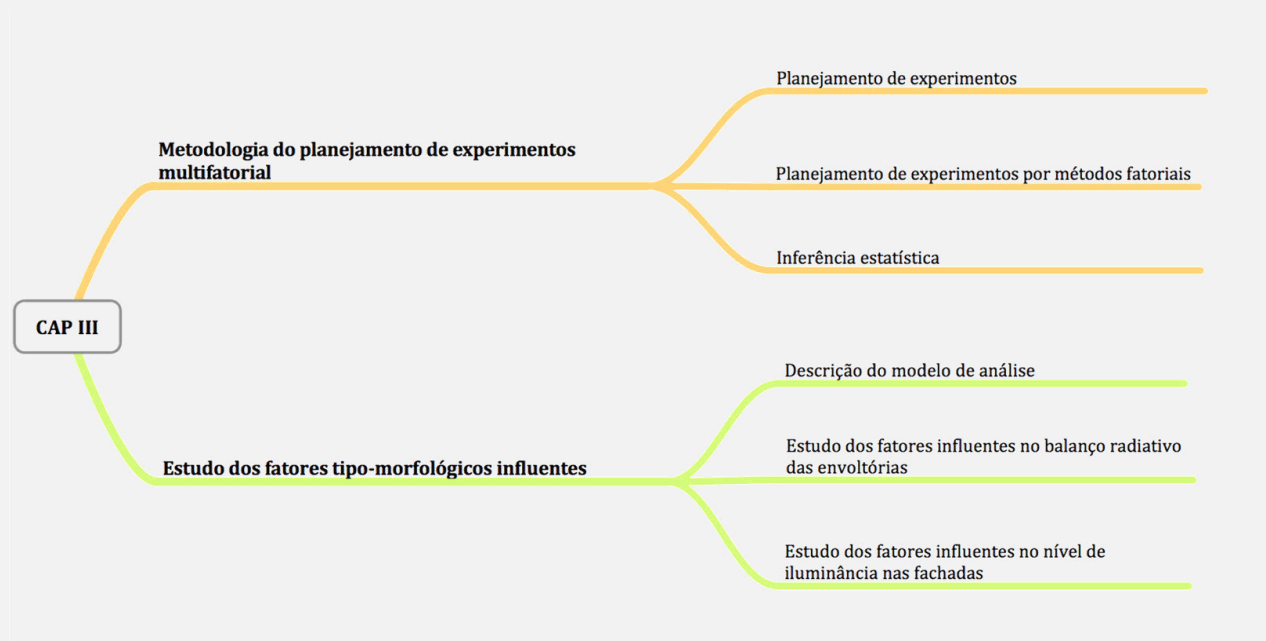 CAP III
Metodologia do planejamento de experimentos
multifatorial
Planejamento de experimentos
Planejamento de experimentos por métodos fatoriais
Inferência estatística
Estudo dos fatores tipo-morfológicos influentes
Descrição do modelo de análise
Estudo dos fatores influentes no balanço radiativo
das envoltórias
Estudo dos fatores influentes no nível de
iluminância nas fachadas